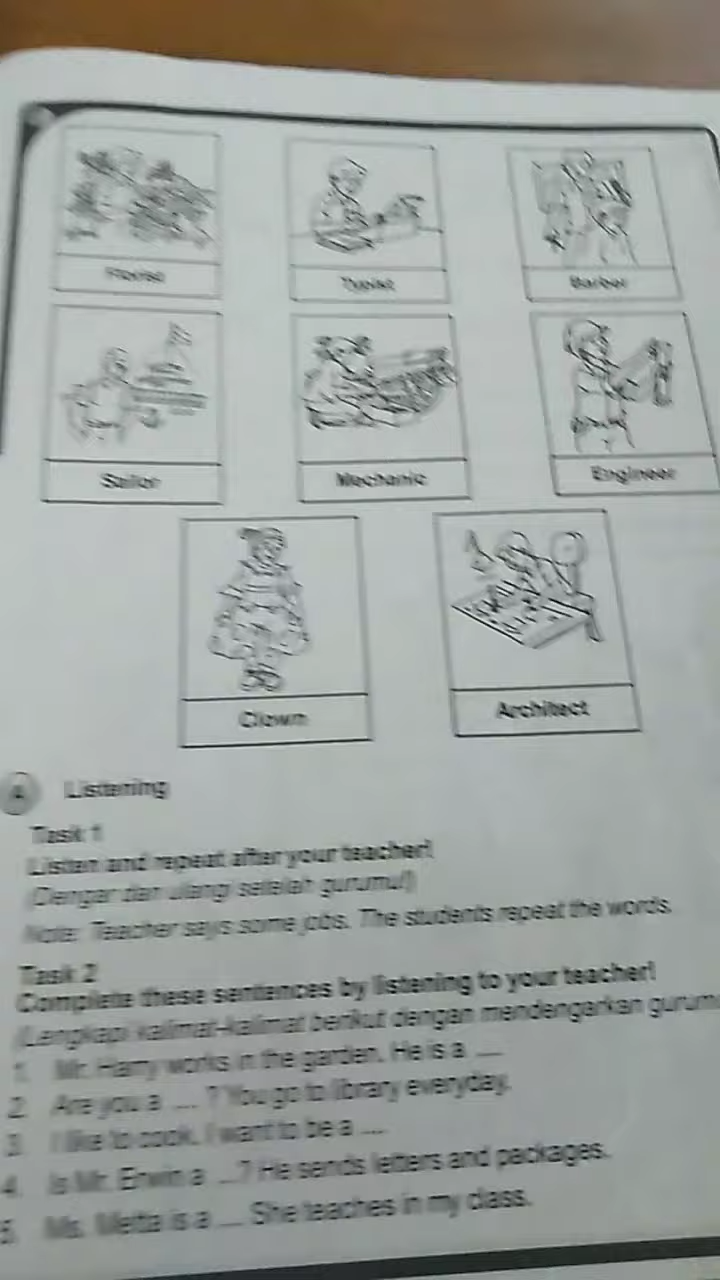 Florist
Typist
Barber
Sailor
Mechanic
Engineer
Clown
Architect
A Listening
Task 1
Listen and repeat after your teacher!
(Dengar dan ulangi setelah gurumu!)
Note: Teacher says some jobs. The students repeat the words.
Task 2
Complete these sentences by listening to your teacher!
(Lengkapi kalimat-kalimat berikut dengan mendengarkan gurum
1. Mr. Harry works in the garden. He is a ....
2. Are you a .... ? You go to library everyday.
3. I like to cook. I want to be a ....
4. Is Mr. Erwin a ...? He sends letters and packages.
5. Ms. Metta is a .... She teaches in my class.